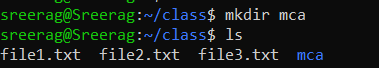 sreerag@Sreerag:~/class$ mkdir mca
sreerag@Sreerag:~/class$ ls
file1.txt  file2.txt  file3.txt  mca